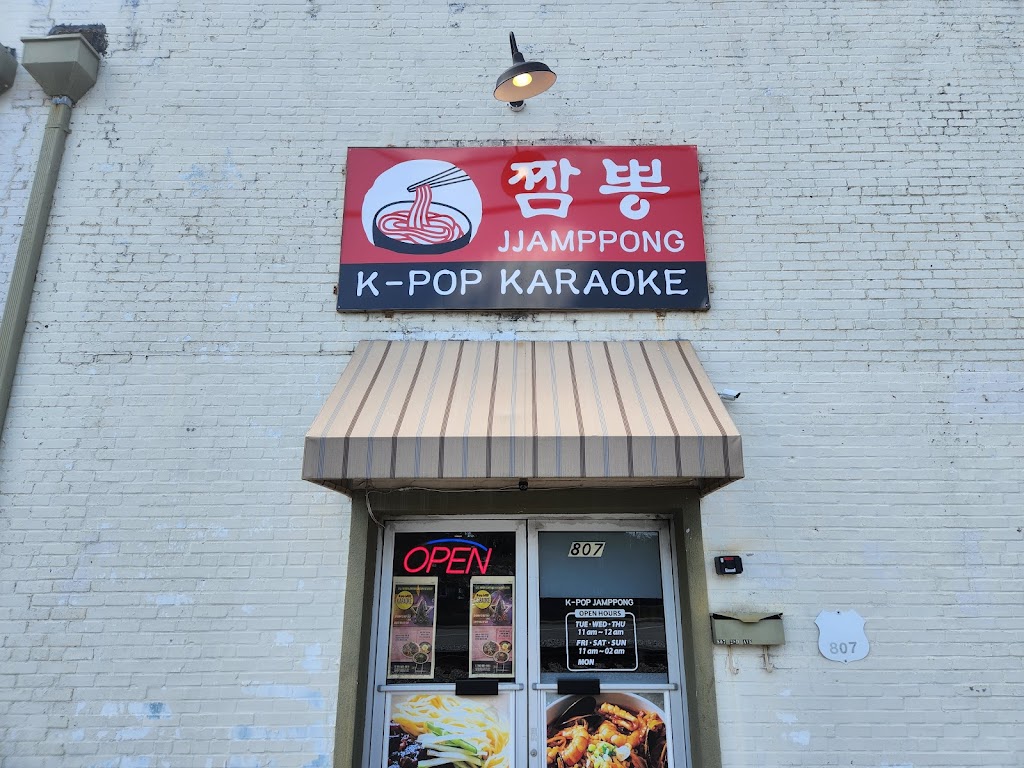 짬뽕
JJAMPPONG
K-POP KARAOKE
OPEN
807
K-POP JAMPPONG
OPEN HOURS
TUE·WED·THU
11 am ~ 12 am
FRI·SAT·SUN
11 am ~ 02 am
MON
807